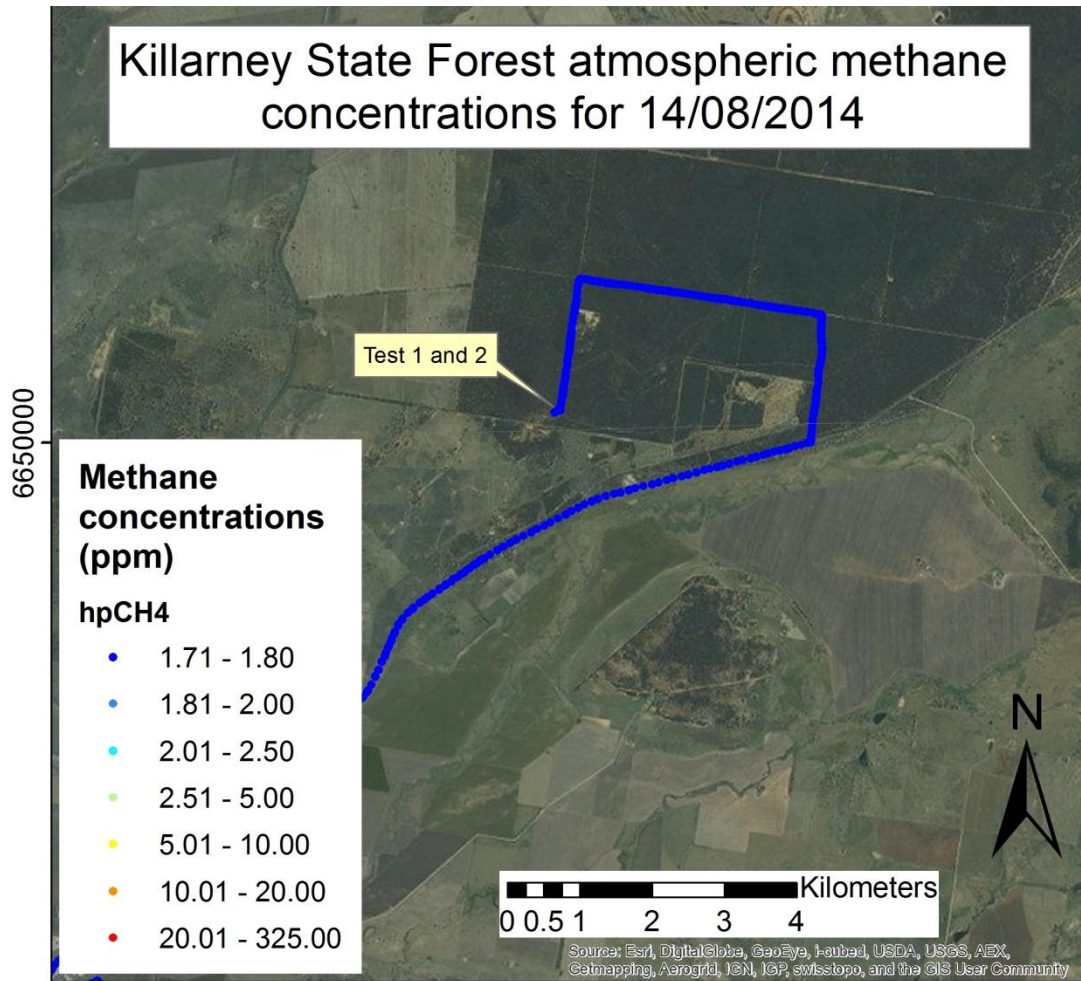 Killarney State Forest atmospheric methane
concentrations for 14/08/2014
Test 1 and 2
6650000
Methane
concentrations
(ppm)
hpCH4
1.71 - 1.80
1.81 - 2.00
2.01 - 2.50
2.51 - 5.00
5.01 - 10.00
10.01 - 20.00
20.01 - 325.00
N
Kilometers
0 0.5 1 2 3 4
Source: Esri, DigitalGlobe, GeoEye, i-cubed, USDA, USGS, AEX,
Getmapping, Aerogrid, IGN, IGP, swisstopo, and the GIS User Community